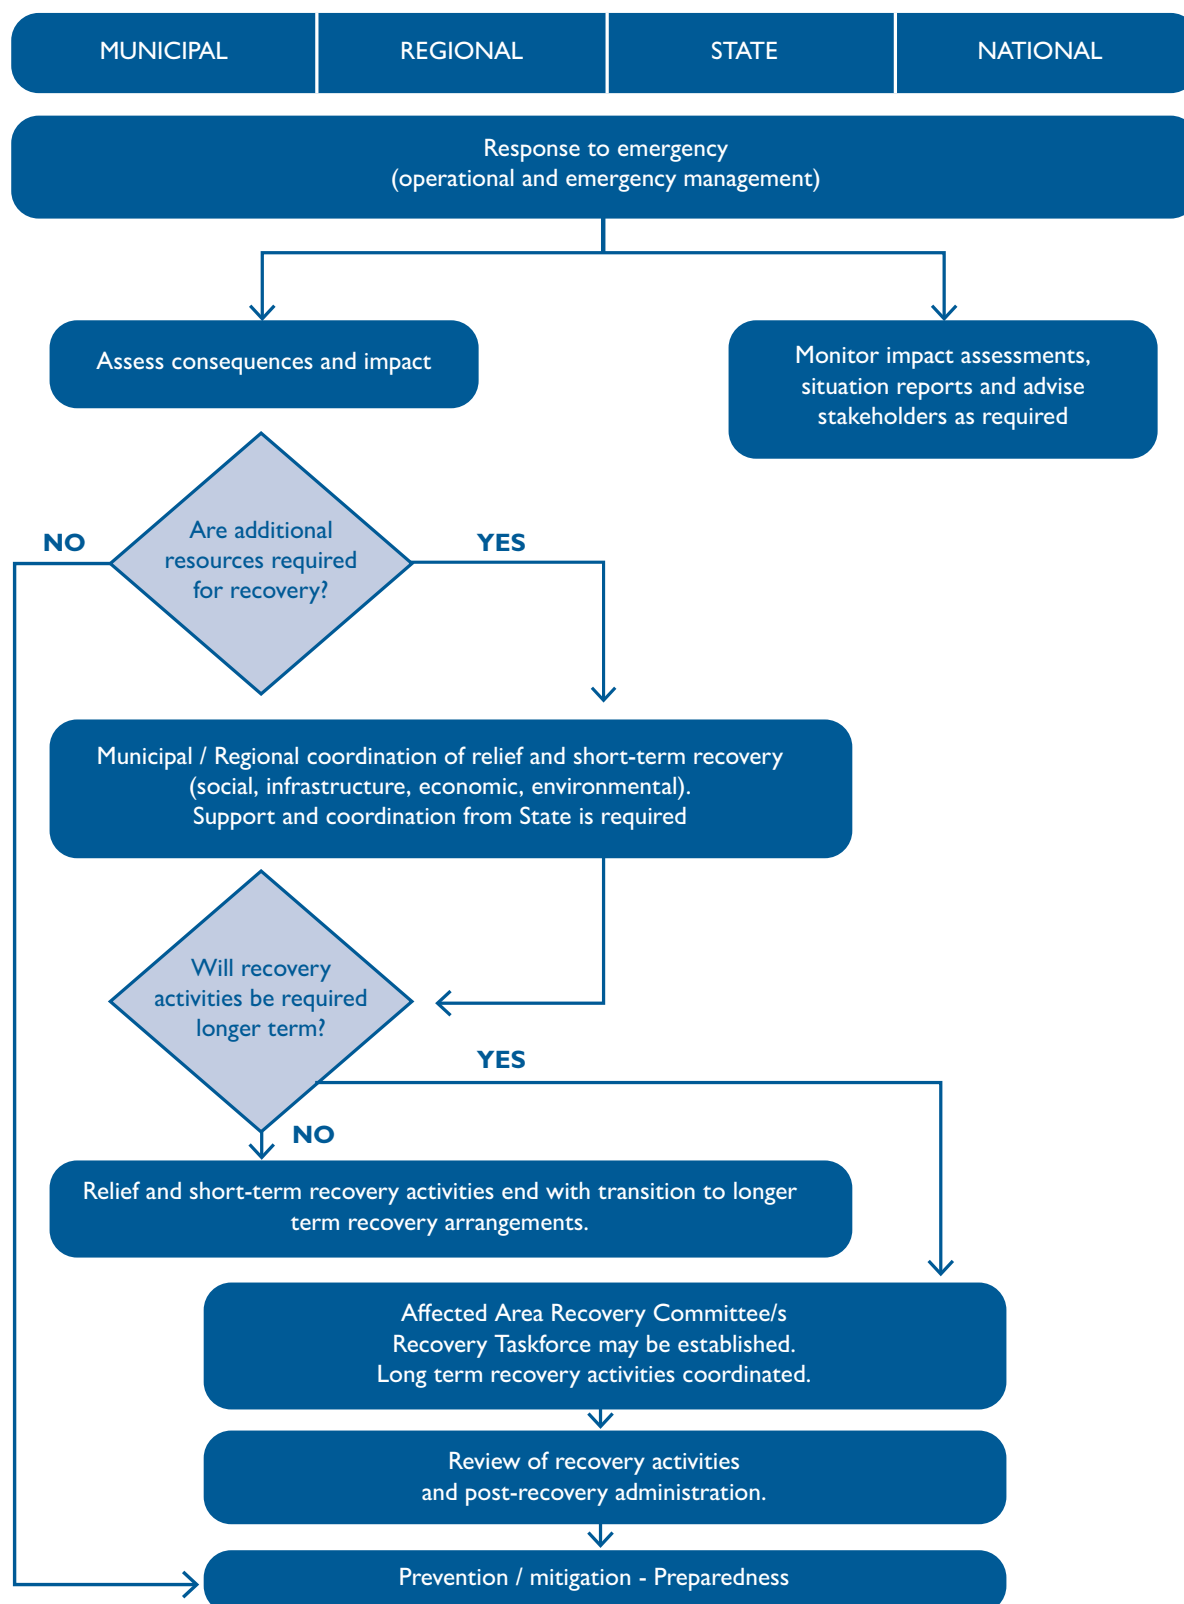 MUNICIPAL
REGIONAL
STATE
NATIONAL
Response to emergency
(operational and emergency management)
Assess consequences and impact
Monitor impact assessments,
situation reports and advise
stakeholders as required
Are additional
resources required
for recovery?
NO
YES
Municipal / Regional coordination of relief and short-term recovery
(social, infrastructure, economic, environmental).
Support and coordination from State is required
Will recovery
activities be required
longer term?
YES
NO
Relief and short-term recovery activities end with transition to longer
term recovery arrangements.
Affected Area Recovery Committee/s
Recovery Taskforce may be established.
Long term recovery activities coordinated.
Review of recovery activities
and post-recovery administration.
Prevention / mitigation - Preparedness